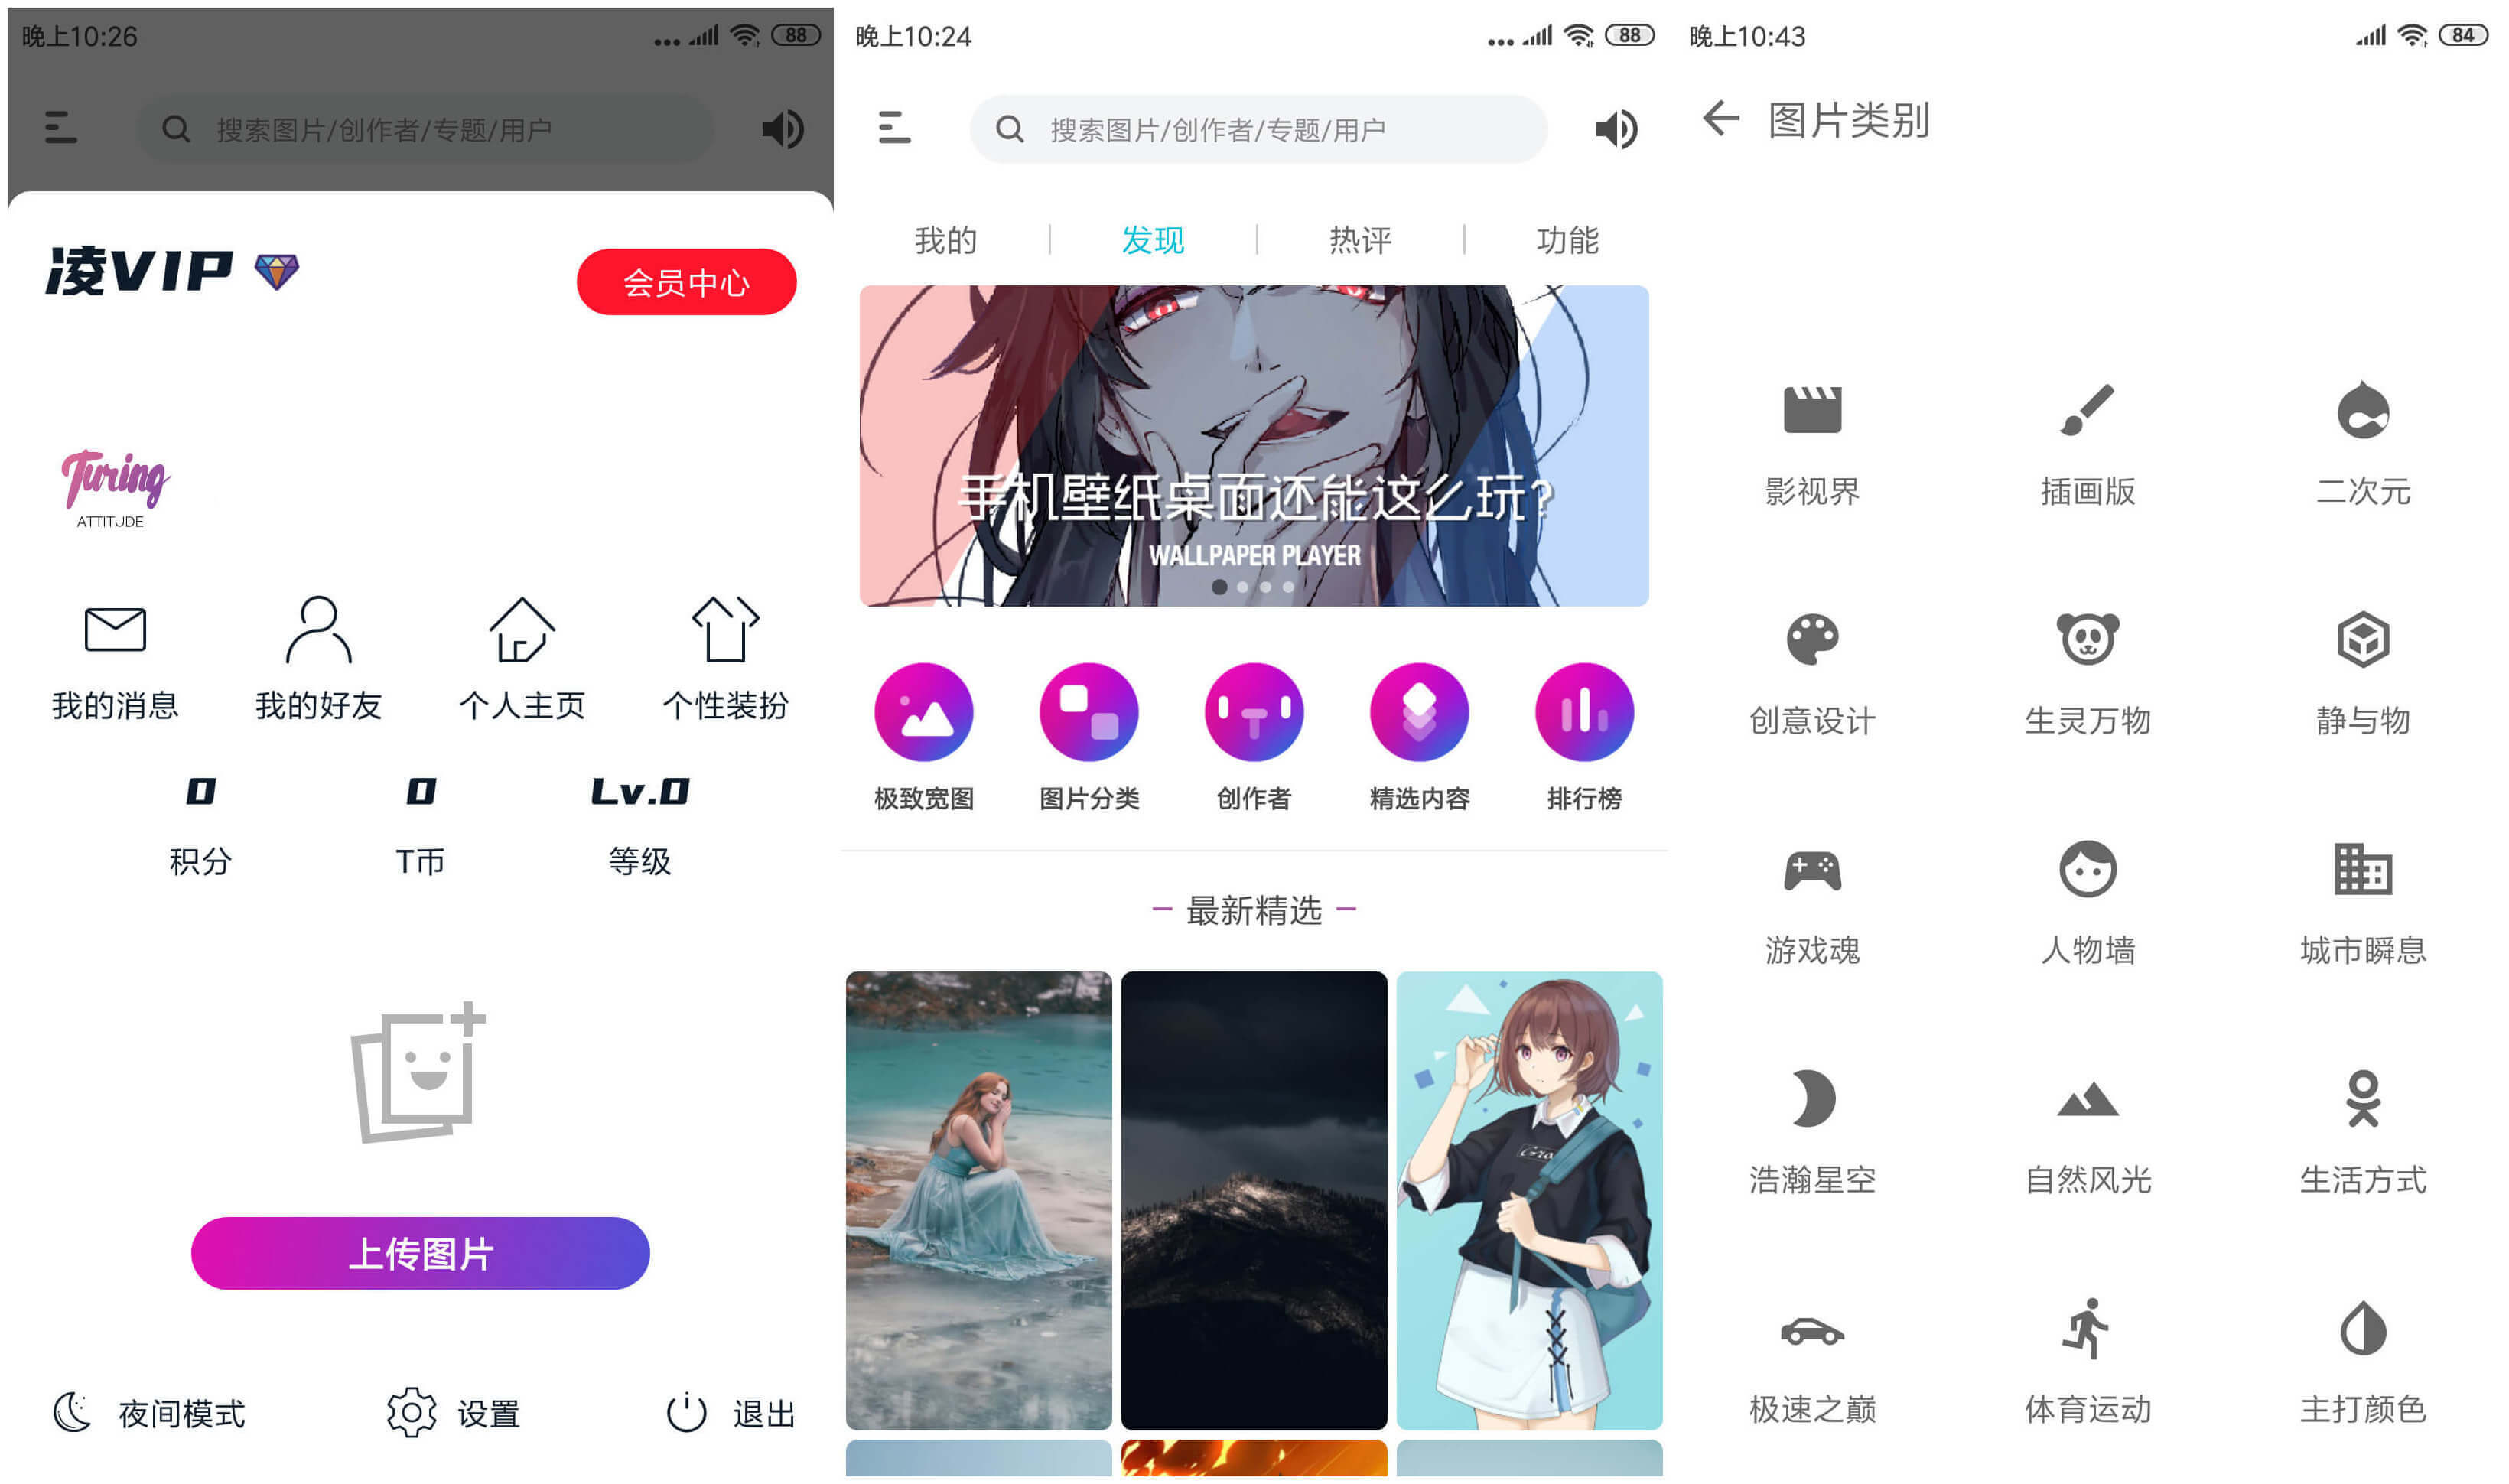 晚上10:26
88
搜索图片/创作者/专题/用户
凌VIP
会员中心
Turing
ATTITUDE
我的消息
我的好友
个人主页
个性装扮
0
0
Lv.0
积分
T币
等级
上传图片
夜间模式
设置
退出
晚上10:24
88
搜索图片/创作者/专题/用户
我的
发现
热评
功能
手机壁纸桌面还能这么玩?
WALLPAPER PLAYER
极致宽图
图片分类
创作者
精选内容
排行榜
最新精选
晚上10:43
84
图片类别
影视界
插画版
二次元
创意设计
生灵万物
静与物
游戏魂
人物墙
城市瞬息
浩瀚星空
自然风光
生活方式
极速之巅
体育运动
主打颜色